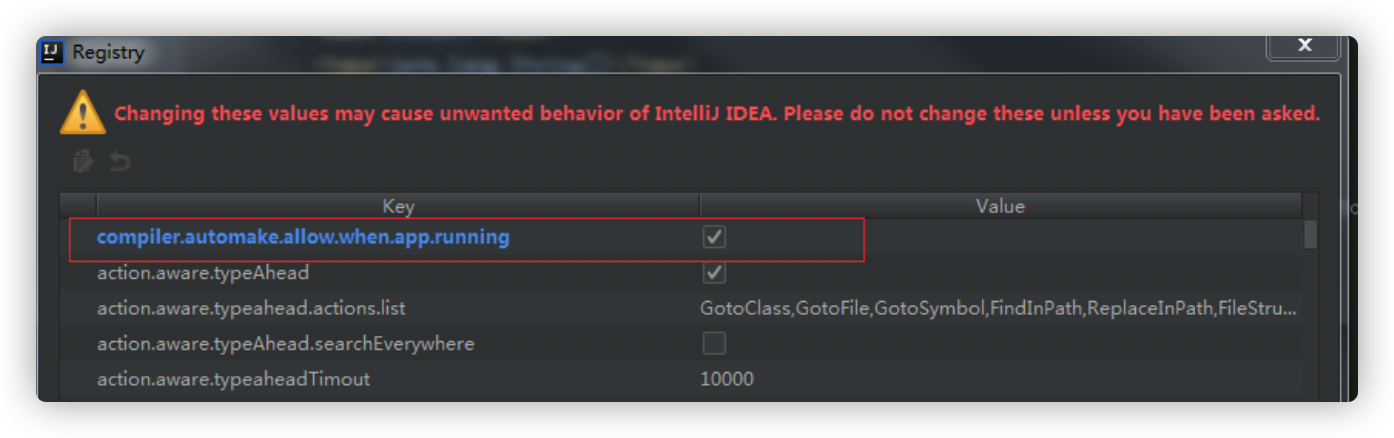 IJ Registry X
Changing these values may cause unwanted behavior of IntelliJ IDEA. Please do not change these unless you have been asked.
Key Value
compiler.automake.allow.when.app.running
action.aware.typeAhead
action.aware.typeahead.actions.list GotoClass,GotoFile,GotoSymbol,FindInPath,ReplaceInPath,FileStru...
action.aware.typeAhead.searchEverywhere
action.aware.typeaheadTimout 10000